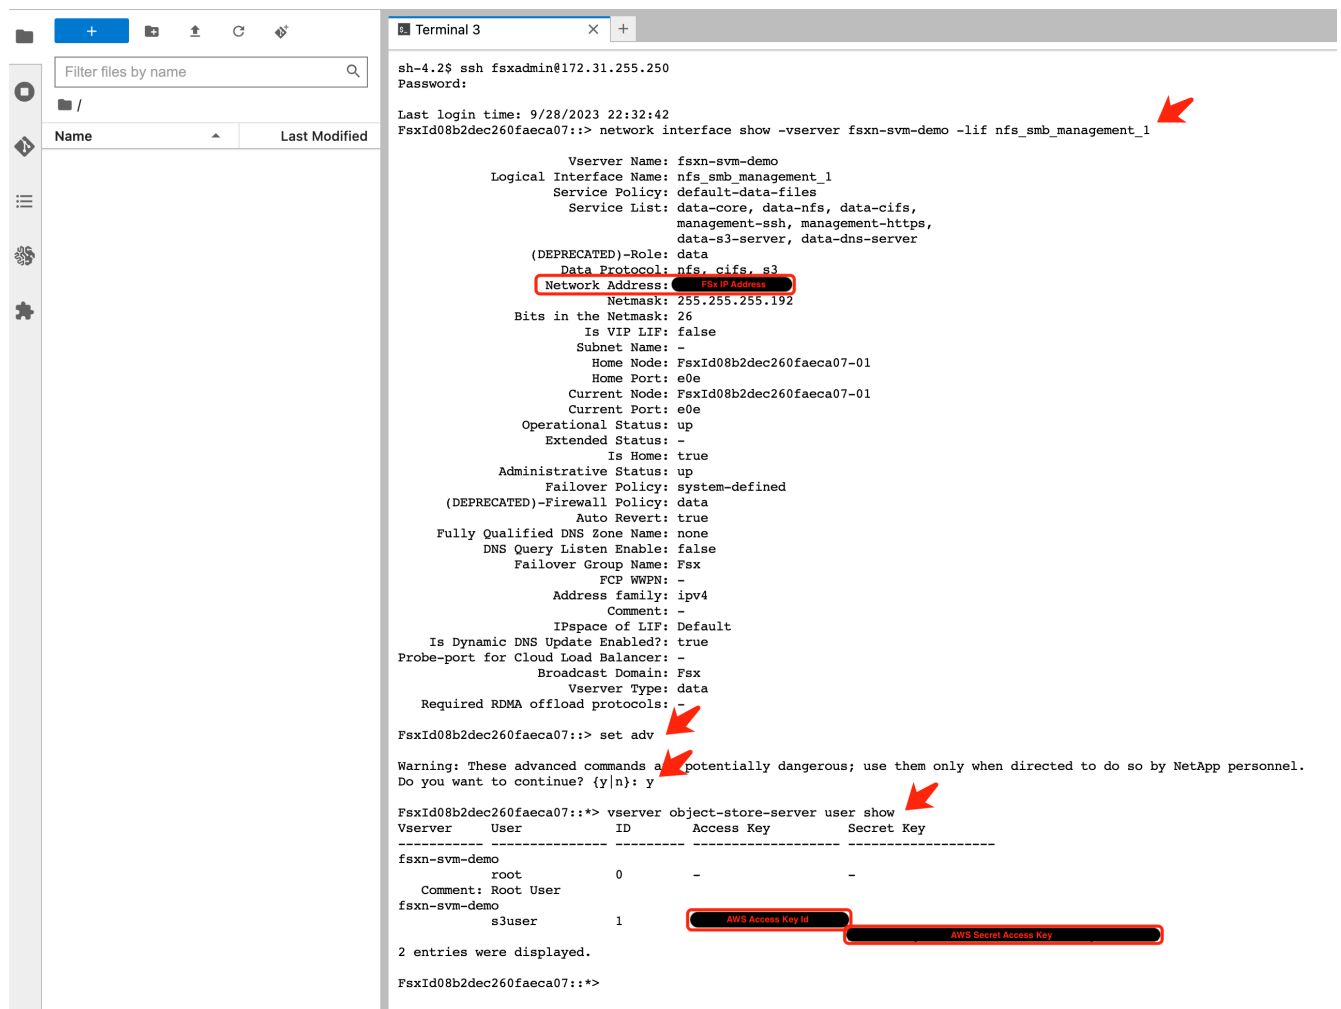 +
Terminal 3
Filter files by name
/
Name
Last Modified
sh-4.2$ ssh fsxadmin@172.31.255.250
Password:
Last login time: 9/28/2023 22:32:42
FsxId08b2dec260faeca07::> network interface show -vserver fsxn-svm-demo -lif nfs_smb_management_1
Vserver Name: fsxn-svm-demo
Logical Interface Name: nfs_smb_management_1
Service Policy: default-data-files
Service List: data-core, data-nfs, data-cifs,
management-ssh, management-https,
data-s3-server, data-dns-server
(DEPRECATED)-Role: data
Data Protocol: nfs, cifs, s3
Network Address: FSx IP Address
Netmask: 255.255.255.192
Bits in the Netmask: 26
Is VIP LIF: false
Subnet Name: -
Home Node: FsxId08b2dec260faeca07-01
Home Port: e0e
Current Node: FsxId08b2dec260faeca07-01
Current Port: e0e
Operational Status: up
Extended Status: -
Is Home: true
Administrative Status: up
Failover Policy: system-defined
(DEPRECATED)-Firewall Policy: data
Auto Revert: true
Fully Qualified DNS Zone Name: none
DNS Query Listen Enable: false
Failover Group Name: Fsx
FCP WWPN: -
Address family: ipv4
Comment: -
IPspace of LIF: Default
Is Dynamic DNS Update Enabled?: true
Probe-port for Cloud Load Balancer: -
Broadcast Domain: Fsx
Vserver Type: data
Required RDMA offload protocols: -
FsxId08b2dec260faeca07::> set adv
Warning: These advanced commands a potentially dangerous; use them only when directed to do so by NetApp personnel.
Do you want to continue? {y|n}: y
FsxId08b2dec260faeca07::*> vserver object-store-server user show
Vserver User ID Access Key Secret Key
----------- --------------- --------- ------------------- -------------------
fsxn-svm-demo
root 0 - -
Comment: Root User
fsxn-svm-demo
s3user 1 AWS Access Key Id
AWS Secret Access Key
2 entries were displayed.
FsxId08b2dec260faeca07::*>